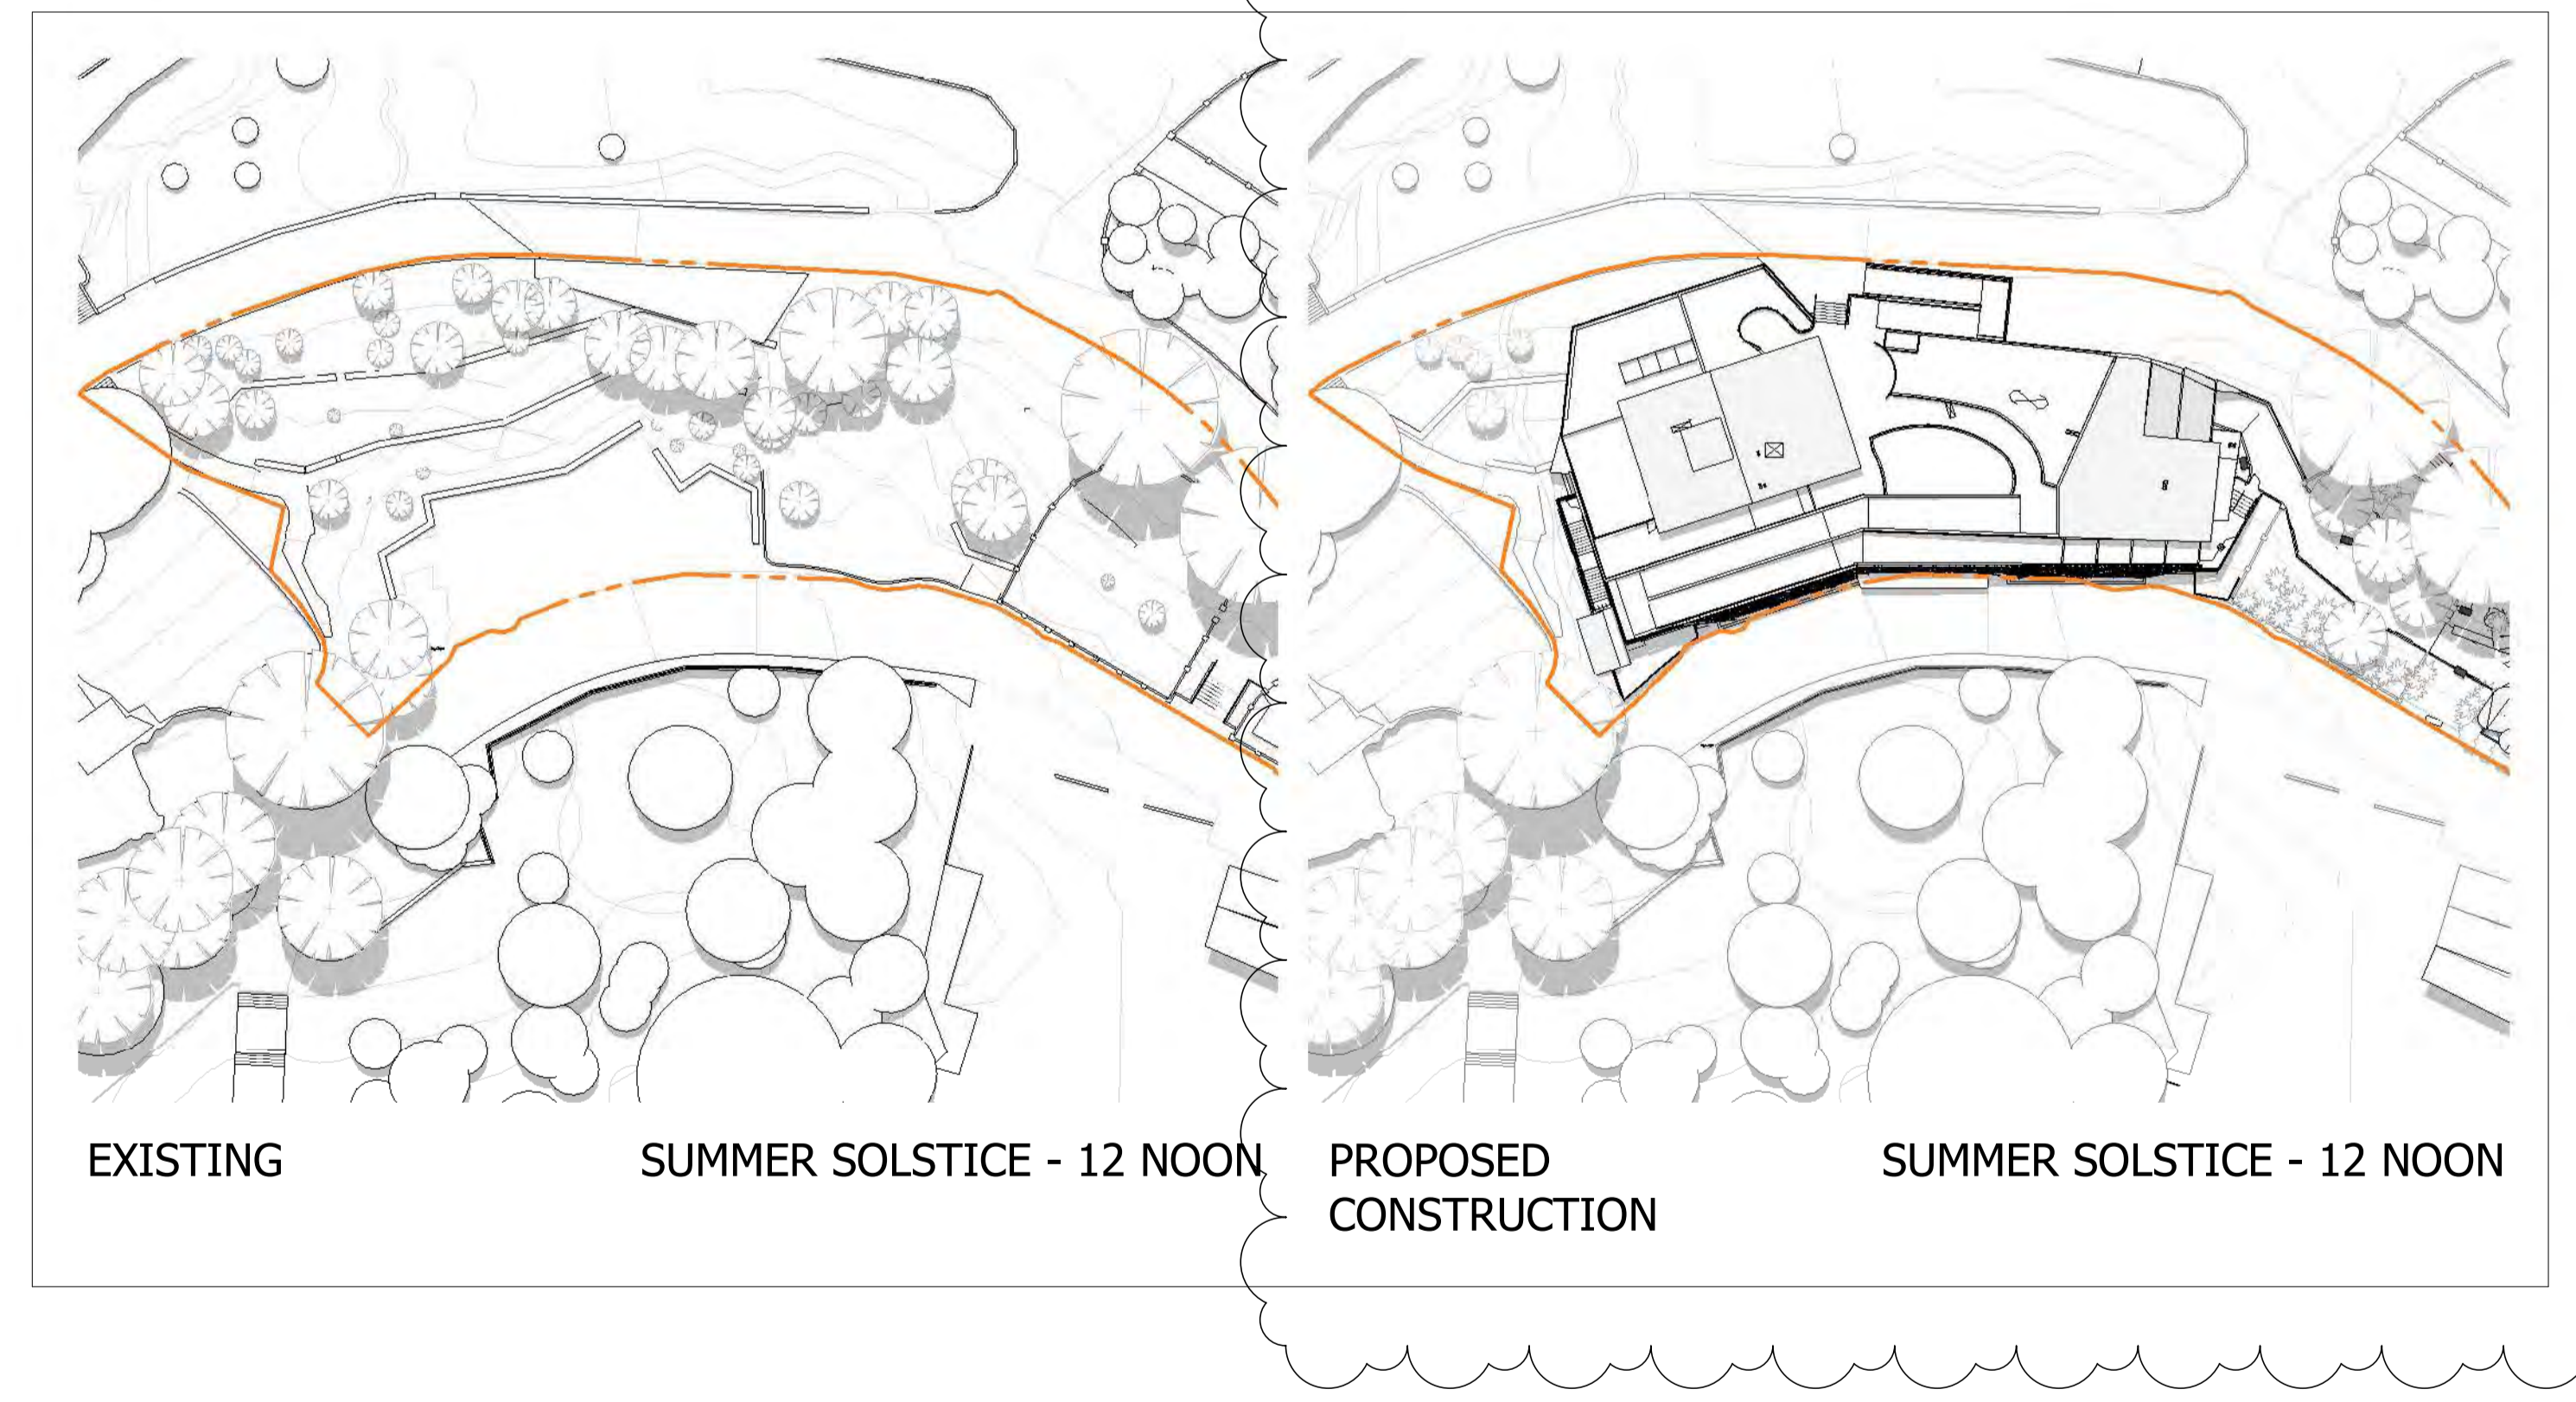 EXISTING
SUMMER SOLSTICE - 12 NOON
PROPOSED
CONSTRUCTION
SUMMER SOLSTICE - 12 NOON